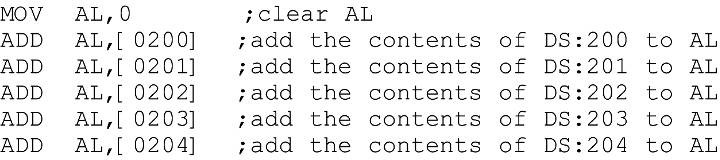 MOV AL,0 ;clear AL
ADD AL,[ 0200] ;add the contents of DS:200 to AL
ADD AL,[ 0201] ;add the contents of DS:201 to AL
ADD AL,[ 0202] ;add the contents of DS:202 to AL
ADD AL,[ 0203] ;add the contents of DS:203 to AL
ADD AL,[ 0204] ;add the contents of DS:204 to AL